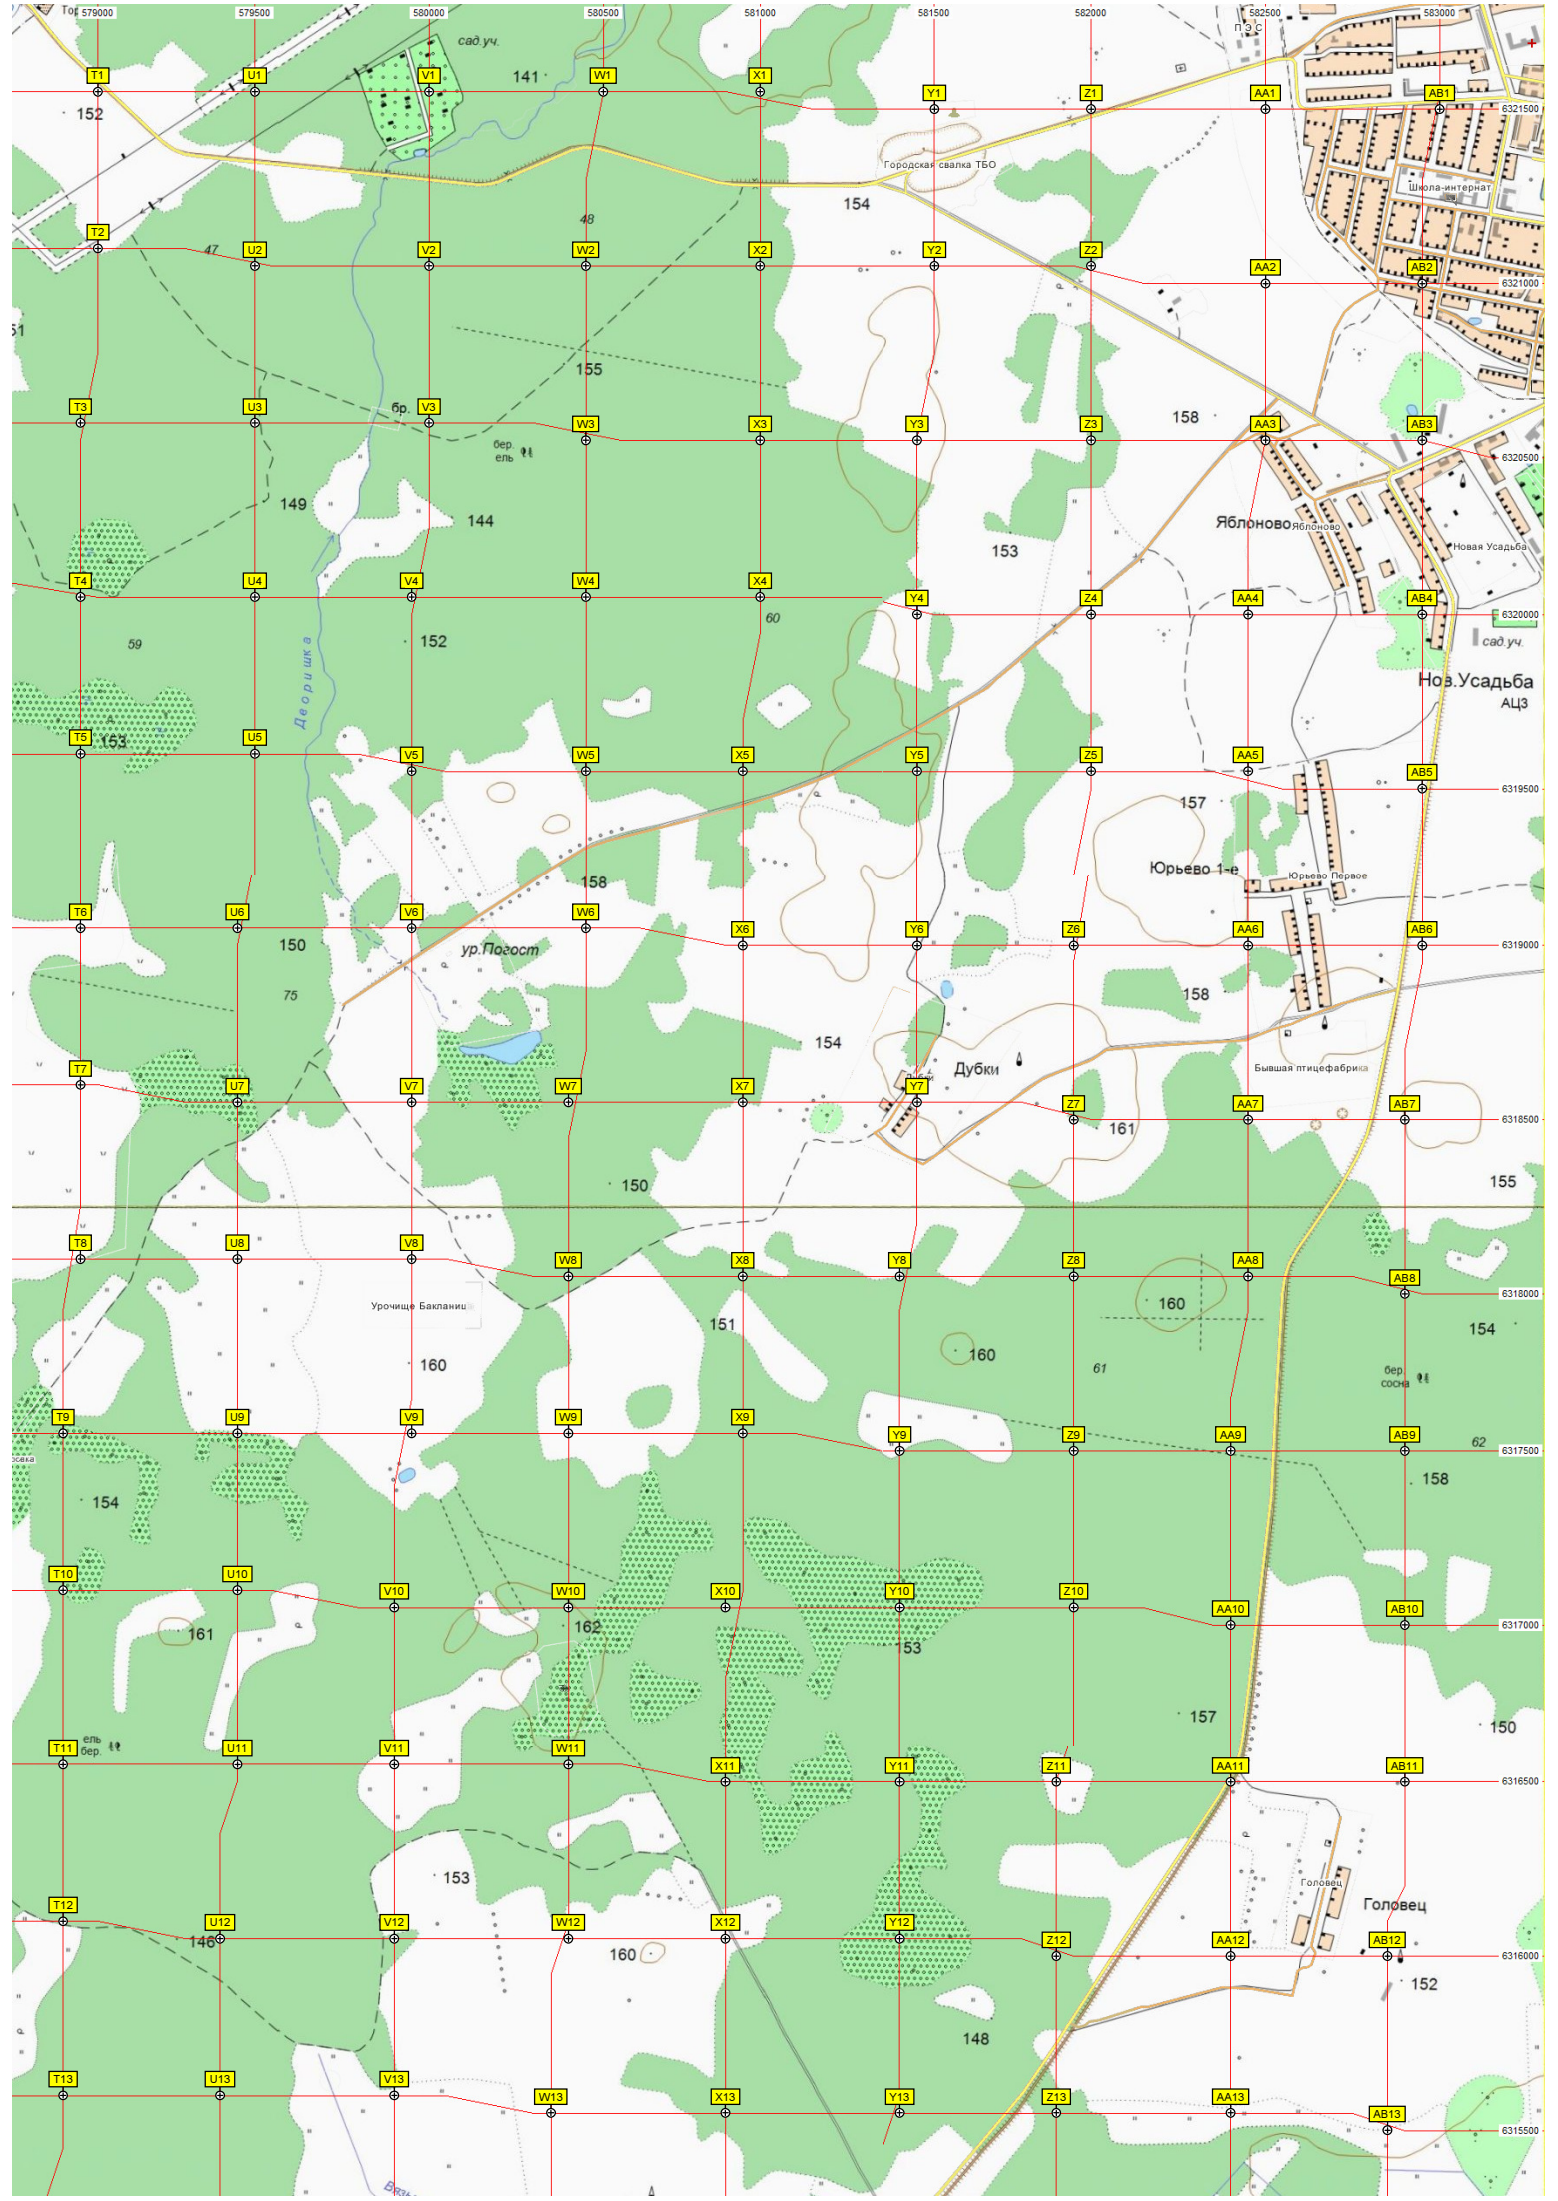 Тор
579000 579500 580000 580500 581000 581500 582000 582500 583000
ПЭС
сад.уч.
141
T1 U1 V1 W1 X1 Y1 Z1 AA1 AB1
6321500
152
Городская свалка ТБО
Школа-интернат
154
48
47
T2 U2 V2 W2 X2 Y2 Z2 AA2 AB2
6321000
51
155
158
бр.
T3 U3 V3 W3 X3 Y3 Z3 AA3 AB3
6320500
бер.
ель
149
144
153
Яблоново
Яблоново
Новая Усадьба
T4 U4 V4 W4 X4 Y4 Z4 AA4 AB4
6320000
59
152
60
сад.уч.
Дворишка
Нов.Усадьба
АЦЗ
153
T5 U5 V5 W5 X5 Y5 Z5 AA5 AB5
6319500
157
158
Юрьево 1-е
Юрьево Первое
T6 U6 V6 W6 X6 Y6 Z6 AA6 AB6
6319000
150
ур.Погост
75
158
154
Дубки
Дубки
Бывшая птицефабрика
T7 U7 V7 W7 X7 Y7 Z7 AA7 AB7
6318500
161
150
155
T8 U8 V8 W8 X8 Y8 Z8 AA8 AB8
6318000
Урочище Бакланиц
160
151
154
160
160
61
бер.
сосна
T9 U9 V9 W9 X9 Y9 Z9 AA9 AB9
6317500
62
158
154
T10 U10 V10 W10 X10 Y10 Z10 AA10 AB10
6317000
161
162
153
157
150
ель
бер.
T11 U11 V11 W11 X11 Y11 Z11 AA11 AB11
6316500
153
Головец
Головец
T12 U12 V12 W12 X12 Y12 Z12 AA12 AB12
6316000
146
160
152
148
T13 U13 V13 W13 X13 Y13 Z13 AA13 AB13
6315500